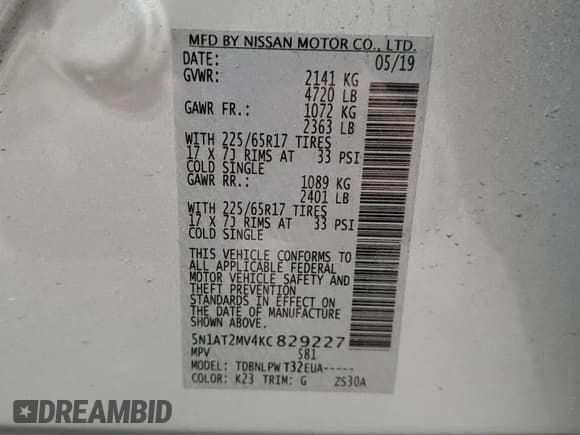 MFD BY NISSAN MOTOR CO., LTD.
DATE: 05/19
GVWR: 2141 KG
4720 LB
GAWR FR.: 1072 KG
2363 LB
WITH 225/65R17 TIRES
17 X 7J RIMS AT 33 PSI
COLD SINGLE
GAWR RR.: 1089 KG
2401 LB
WITH 225/65R17 TIRES
17 X 7J RIMS AT 33 PSI
COLD SINGLE
THIS VEHICLE CONFORMS TO
ALL APPLICABLE FEDERAL
MOTOR VEHICLE SAFETY AND
THEFT PREVENTION
STANDARDS IN EFFECT ON
THE DATE OF MANUFACTURE
SHOWN ABOVE.
5N1AT2MV4KC829227
MPV 581
MODEL: TDBNLPW T32EUA-----
COLOR: K23 TRIM: G ZS30A
DREAMBID